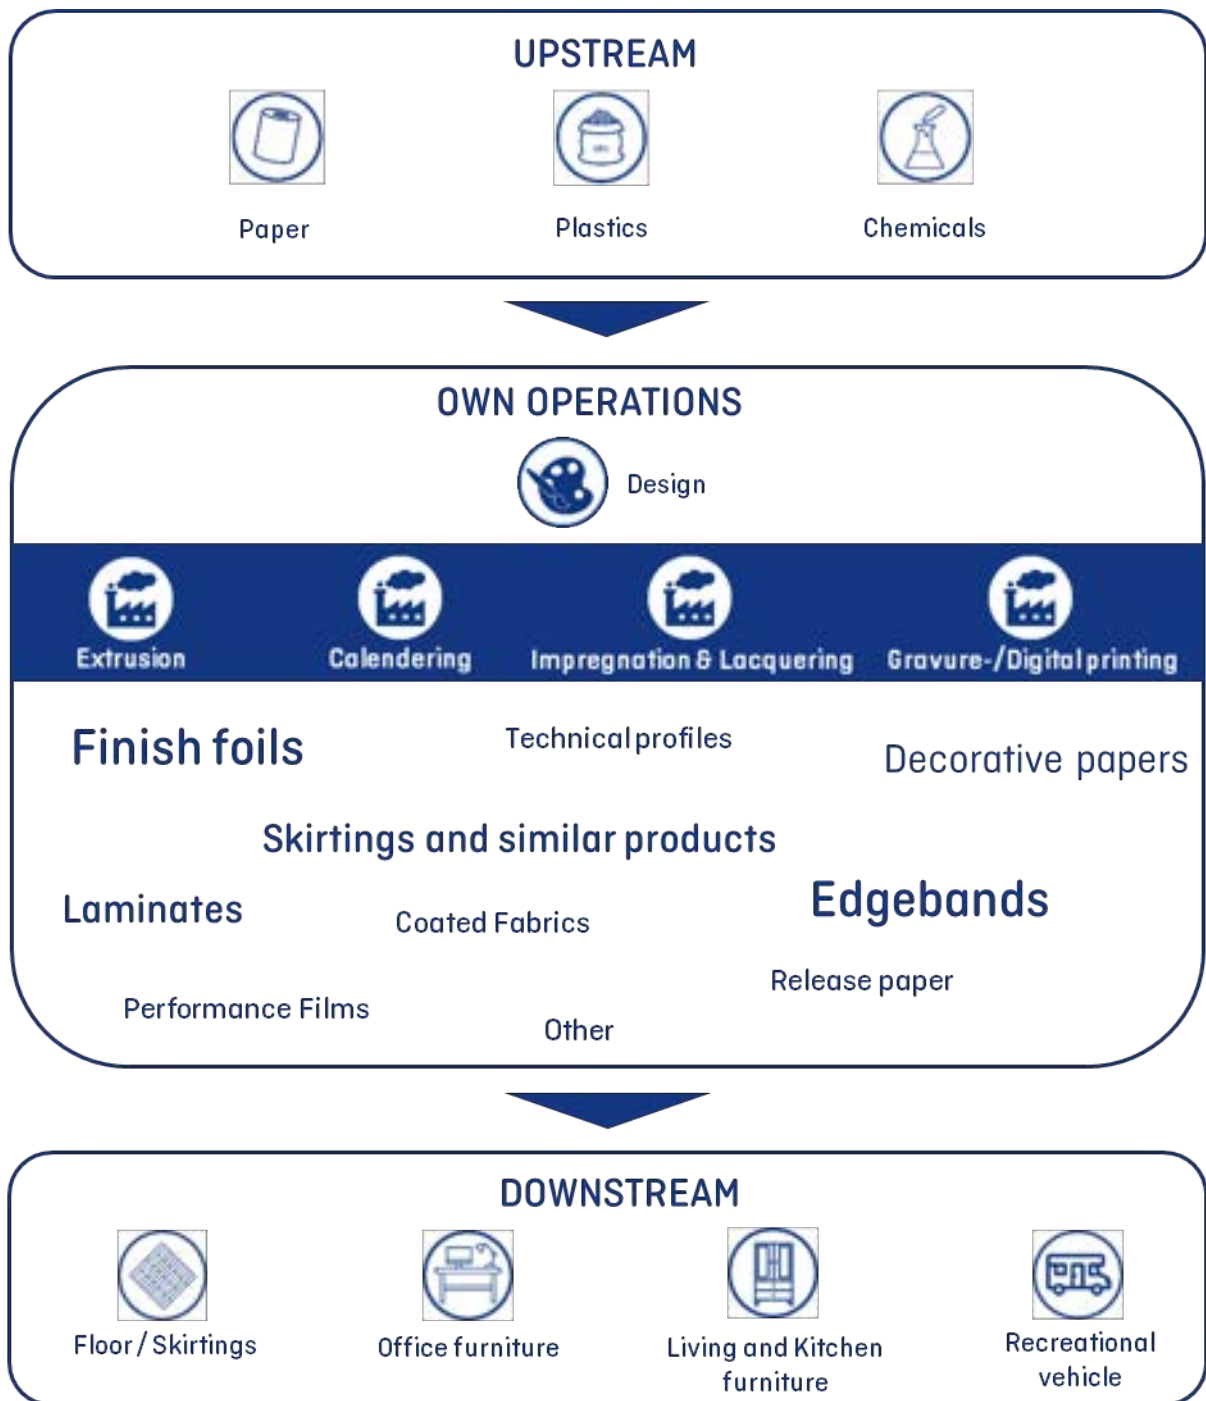 UPSTREAM
Paper
Plastics
Chemicals
OWN OPERATIONS
Design
Extrusion
Calendering
Impregnation & Lacquering
Gravure-/Digital printing
Finish foils
Technical profiles
Decorative papers
Skirtings and similar products
Laminates
Coated Fabrics
Edgebands
Release paper
Performance Films
Other
DOWNSTREAM
Floor / Skirtings
Office furniture
Living and Kitchen
furniture
Recreational
vehicle